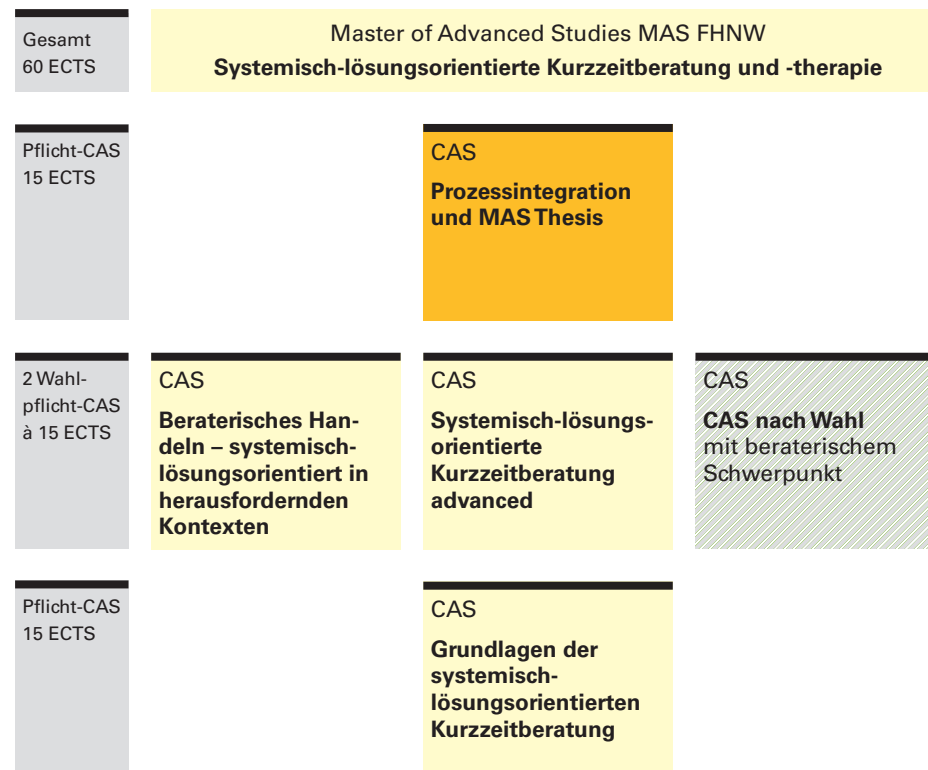 Gesamt
60 ECTS
Master of Advanced Studies MAS FHNW
Systemisch-lösungsorientierte Kurzzeitberatung und -therapie
Pflicht-CAS
15 ECTS
CAS
Prozessintegration
und MAS Thesis
2 Wahl-
pflicht-CAS
à 15 ECTS
CAS
Beraterisches Han-
deln – systemisch-
lösungsorientiert in
herausfordernden
Kontexten
CAS
Systemisch-lösungs-
orientierte
Kurzzeitberatung
advanced
CAS
CAS nach Wahl
mit beraterischem
Schwerpunkt
Pflicht-CAS
15 ECTS
CAS
Grundlagen der
systemisch-
lösungsorientierten
Kurzzeitberatung